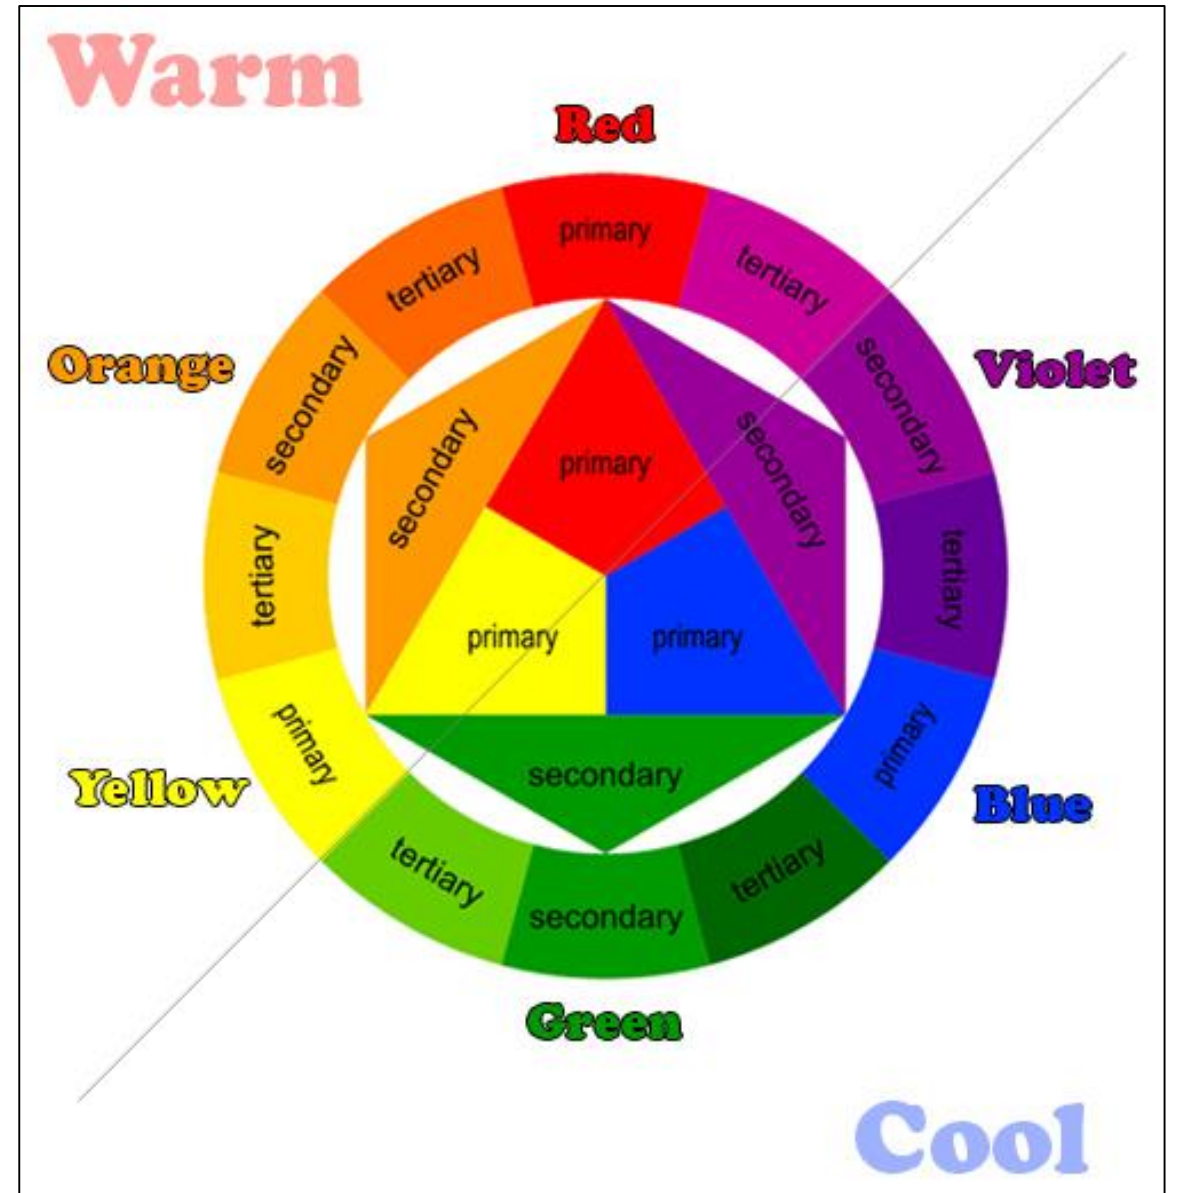 Warm
Red
primary
tertiary
tertiary
Orange
secondary
secondary
Violet
secondary
secondary
primary
tertiary
tertiary
primary
primary
primary
primary
Yellow
Blue
secondary
tertiary
tertiary
secondary
Green
Cool